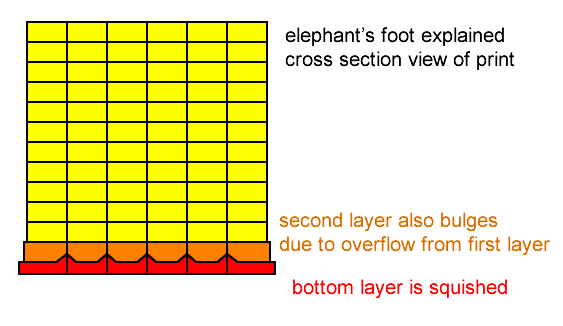 elephant's foot explained
cross section view of print
second layer also bulges
due to overflow from first layer
bottom layer is squished